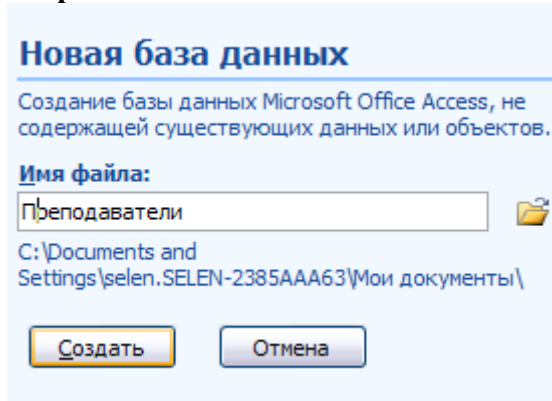 Новая база данных
Создание базы данных Microsoft Office Access, не
содержащей существующих данных или объектов.
Имя файла:
Преподаватели
C:\Documents and
Settings\selen.SELEN-2385AAA63\Мои документы\
Создать Отмена